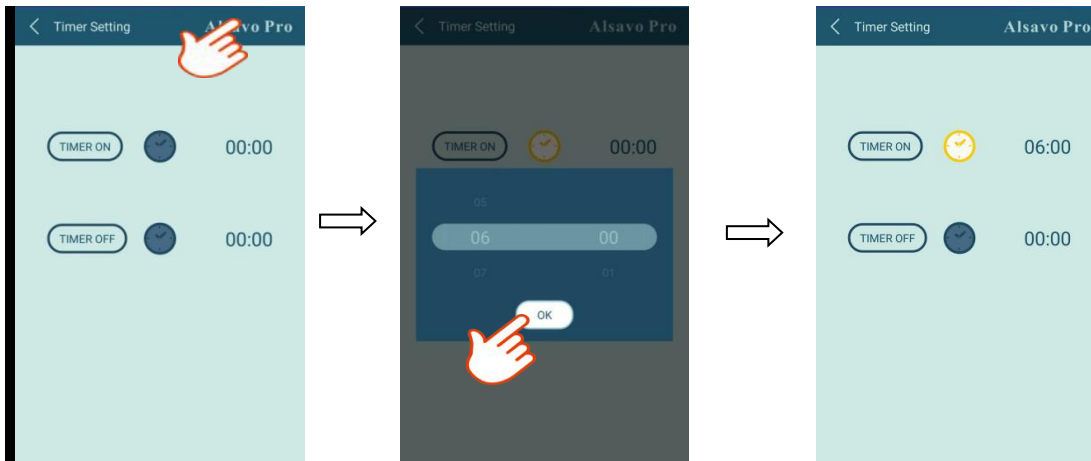 Timer Setting
Alsavo Pro
TIMER ON
00:00
TIMER OFF
00:00
Timer Setting
Alsavo Pro
TIMER ON
00:00
05
06 00
07 01
OK
Timer Setting
Alsavo Pro
TIMER ON
06:00
TIMER OFF
00:00